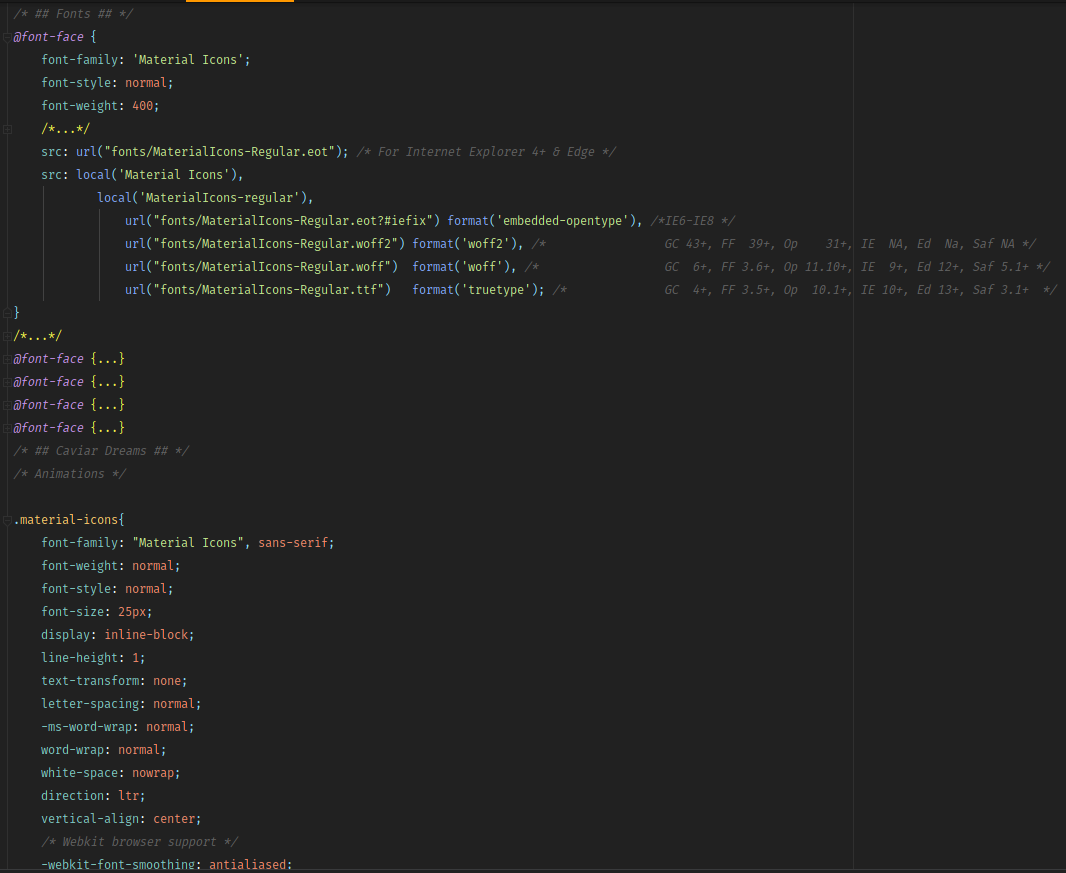 /* ## Fonts ## */
@font-face {
    font-family: 'Material Icons';
    font-style: normal;
    font-weight: 400;
    /*...*/
    src: url("fonts/MaterialIcons-Regular.eot"); /* For Internet Explorer 4+ & Edge */
    src: local('Material Icons'),
            local('MaterialIcons-regular'),
                url("fonts/MaterialIcons-Regular.eot?#iefix") format('embedded-opentype'), /*IE6-IE8 */
                url("fonts/MaterialIcons-Regular.woff2") format('woff2'), /*                 GC 43+, FF  39+, Op    31+, IE  NA, Ed  Na, Saf NA */
                url("fonts/MaterialIcons-Regular.woff")  format('woff'), /*                  GC  6+, FF 3.6+, Op 11.10+, IE  9+, Ed 12+, Saf 5.1+ */
                url("fonts/MaterialIcons-Regular.ttf")   format('truetype'); /*              GC  4+, FF 3.5+, Op  10.1+, IE 10+, Ed 13+, Saf 3.1+  */
}
/*...*/
@font-face {...}
@font-face {...}
@font-face {...}
@font-face {...}
/* ## Caviar Dreams ## */
/* Animations */

.material-icons{
    font-family: "Material Icons", sans-serif;
    font-weight: normal;
    font-style: normal;
    font-size: 25px;
    display: inline-block;
    line-height: 1;
    text-transform: none;
    letter-spacing: normal;
    -ms-word-wrap: normal;
    word-wrap: normal;
    white-space: nowrap;
    direction: ltr;
    vertical-align: center;
    /* Webkit browser support */
    -webkit-font-smoothing: antialiased;